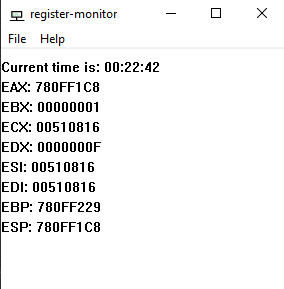 register-monitor
File Help
Current time is: 00:22:42
EAX: 780FF1C8
EBX: 00000001
ECX: 00510816
EDX: 0000000F
ESI: 00510816
EDI: 00510816
EBP: 780FF229
ESP: 780FF1C8